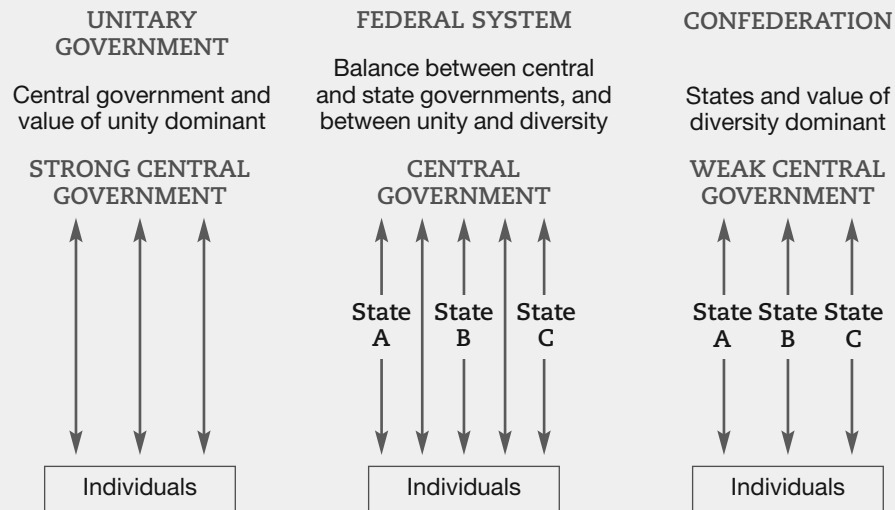 UNITARY
GOVERNMENT
Central government and
value of unity dominant
STRONG CENTRAL
GOVERNMENT
Individuals
FEDERAL SYSTEM
Balance between central
and state governments, and
between unity and diversity
CENTRAL
GOVERNMENT
State State State
A B C
Individuals
CONFEDERATION
States and value of
diversity dominant
WEAK CENTRAL
GOVERNMENT
State State State
A B C
Individuals